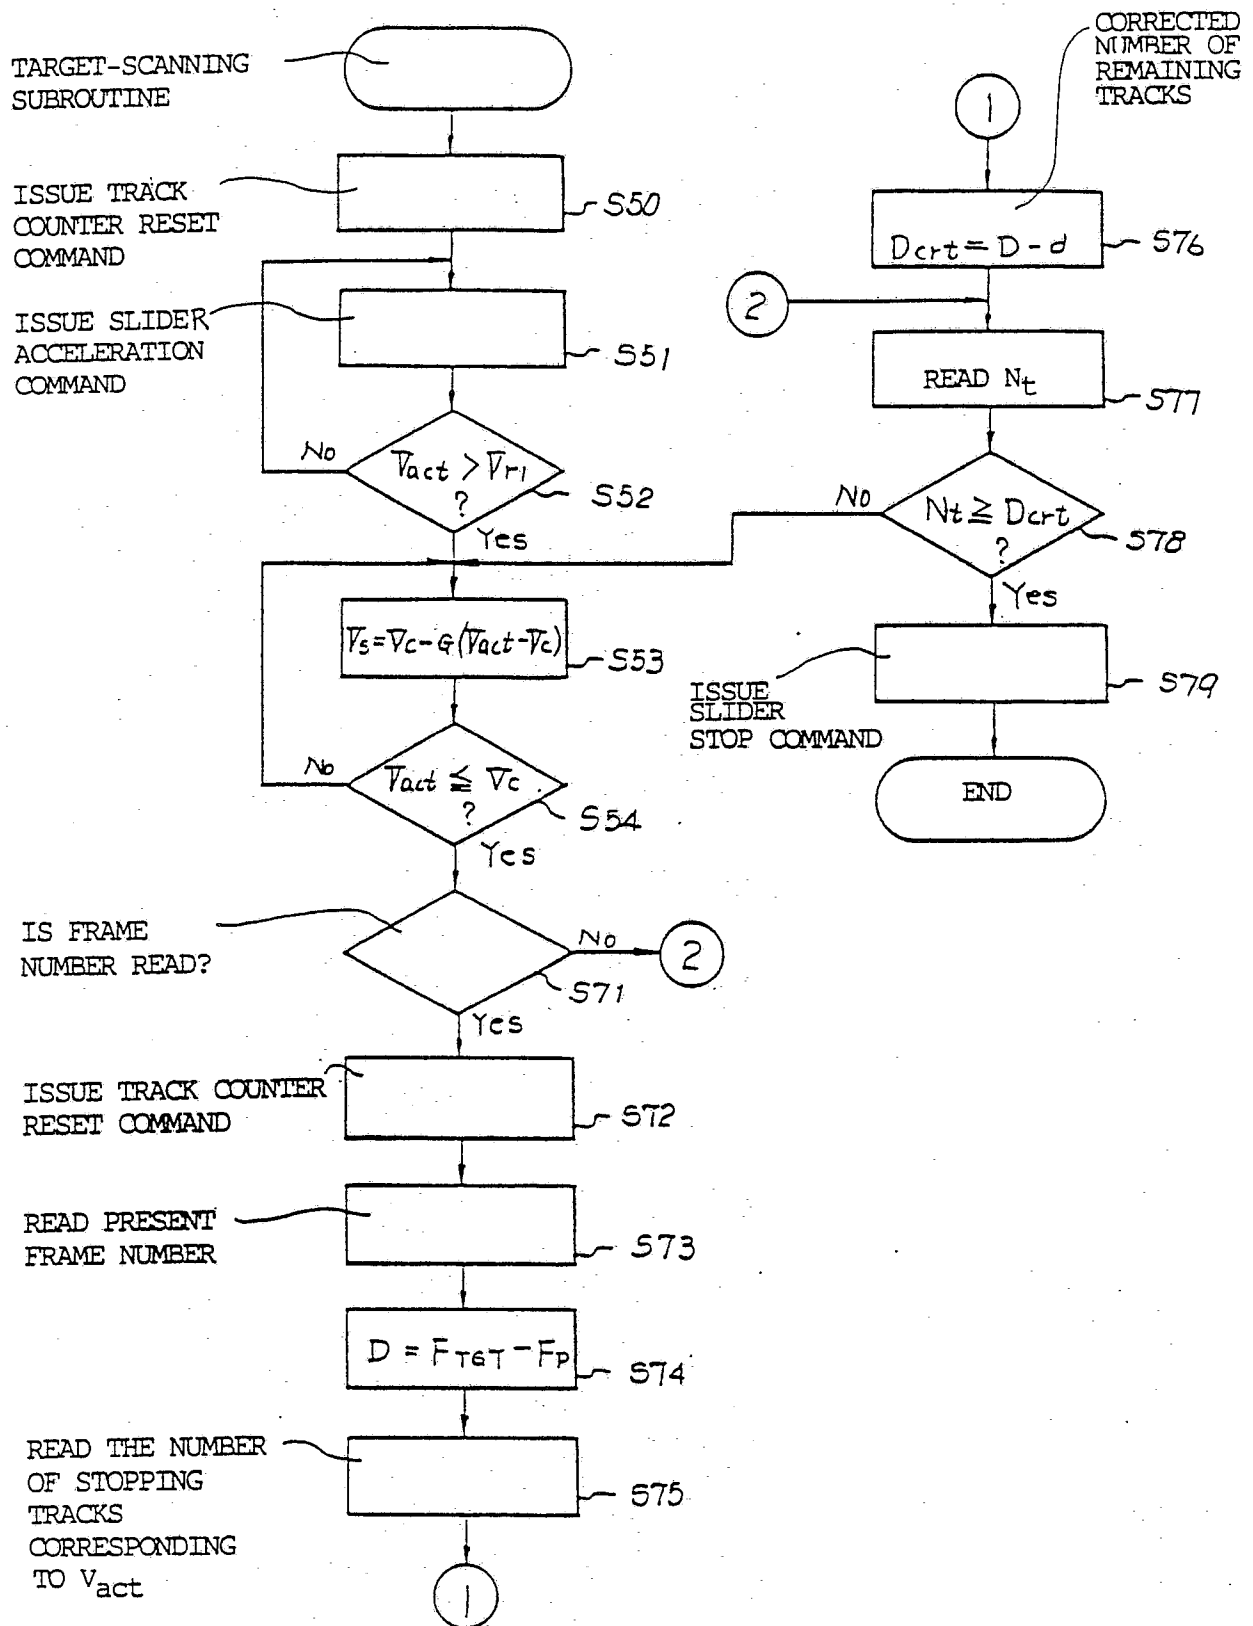 TARGET-SCANNING
SUBROUTINE
ISSUE TRACK
COUNTER RESET
COMMAND
S50
ISSUE SLIDER
ACCELERATION
COMMAND
S51
No
Vact > Vr1
?
S52
Yes
Vs = Vc - G (Vact - Vc)
S53
No
Vact ≦ Vc
?
S54
Yes
IS FRAME
NUMBER READ?
No
2
S71
Yes
ISSUE TRACK COUNTER
RESET COMMAND
S72
READ PRESENT
FRAME NUMBER
S73
D = FTGT - FP
S74
READ THE NUMBER
OF STOPPING
TRACKS
CORRESPONDING
TO Vact
S75
1
CORRECTED
NUMBER OF
REMAINING
TRACKS
1
Dcrt = D - d
S76
2
READ Nt
S77
No
Nt ≧ Dcrt
?
S78
Yes
ISSUE
SLIDER
STOP COMMAND
S79
END